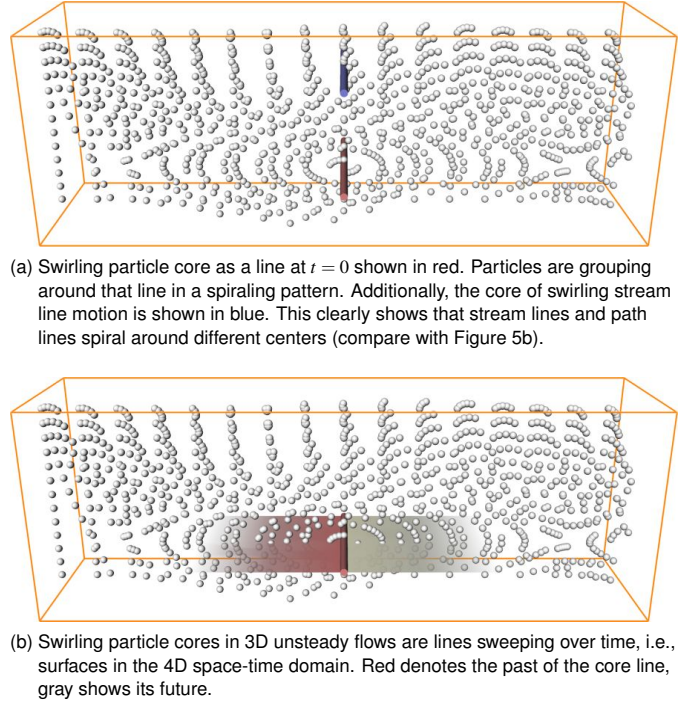 (a) Swirling particle core as a line at t = 0 shown in red. Particles are grouping
around that line in a spiraling pattern. Additionally, the core of swirling stream
line motion is shown in blue. This clearly shows that stream lines and path
lines spiral around different centers (compare with Figure 5b).
(b) Swirling particle cores in 3D unsteady flows are lines sweeping over time, i.e.,
surfaces in the 4D space-time domain. Red denotes the past of the core line,
gray shows its future.